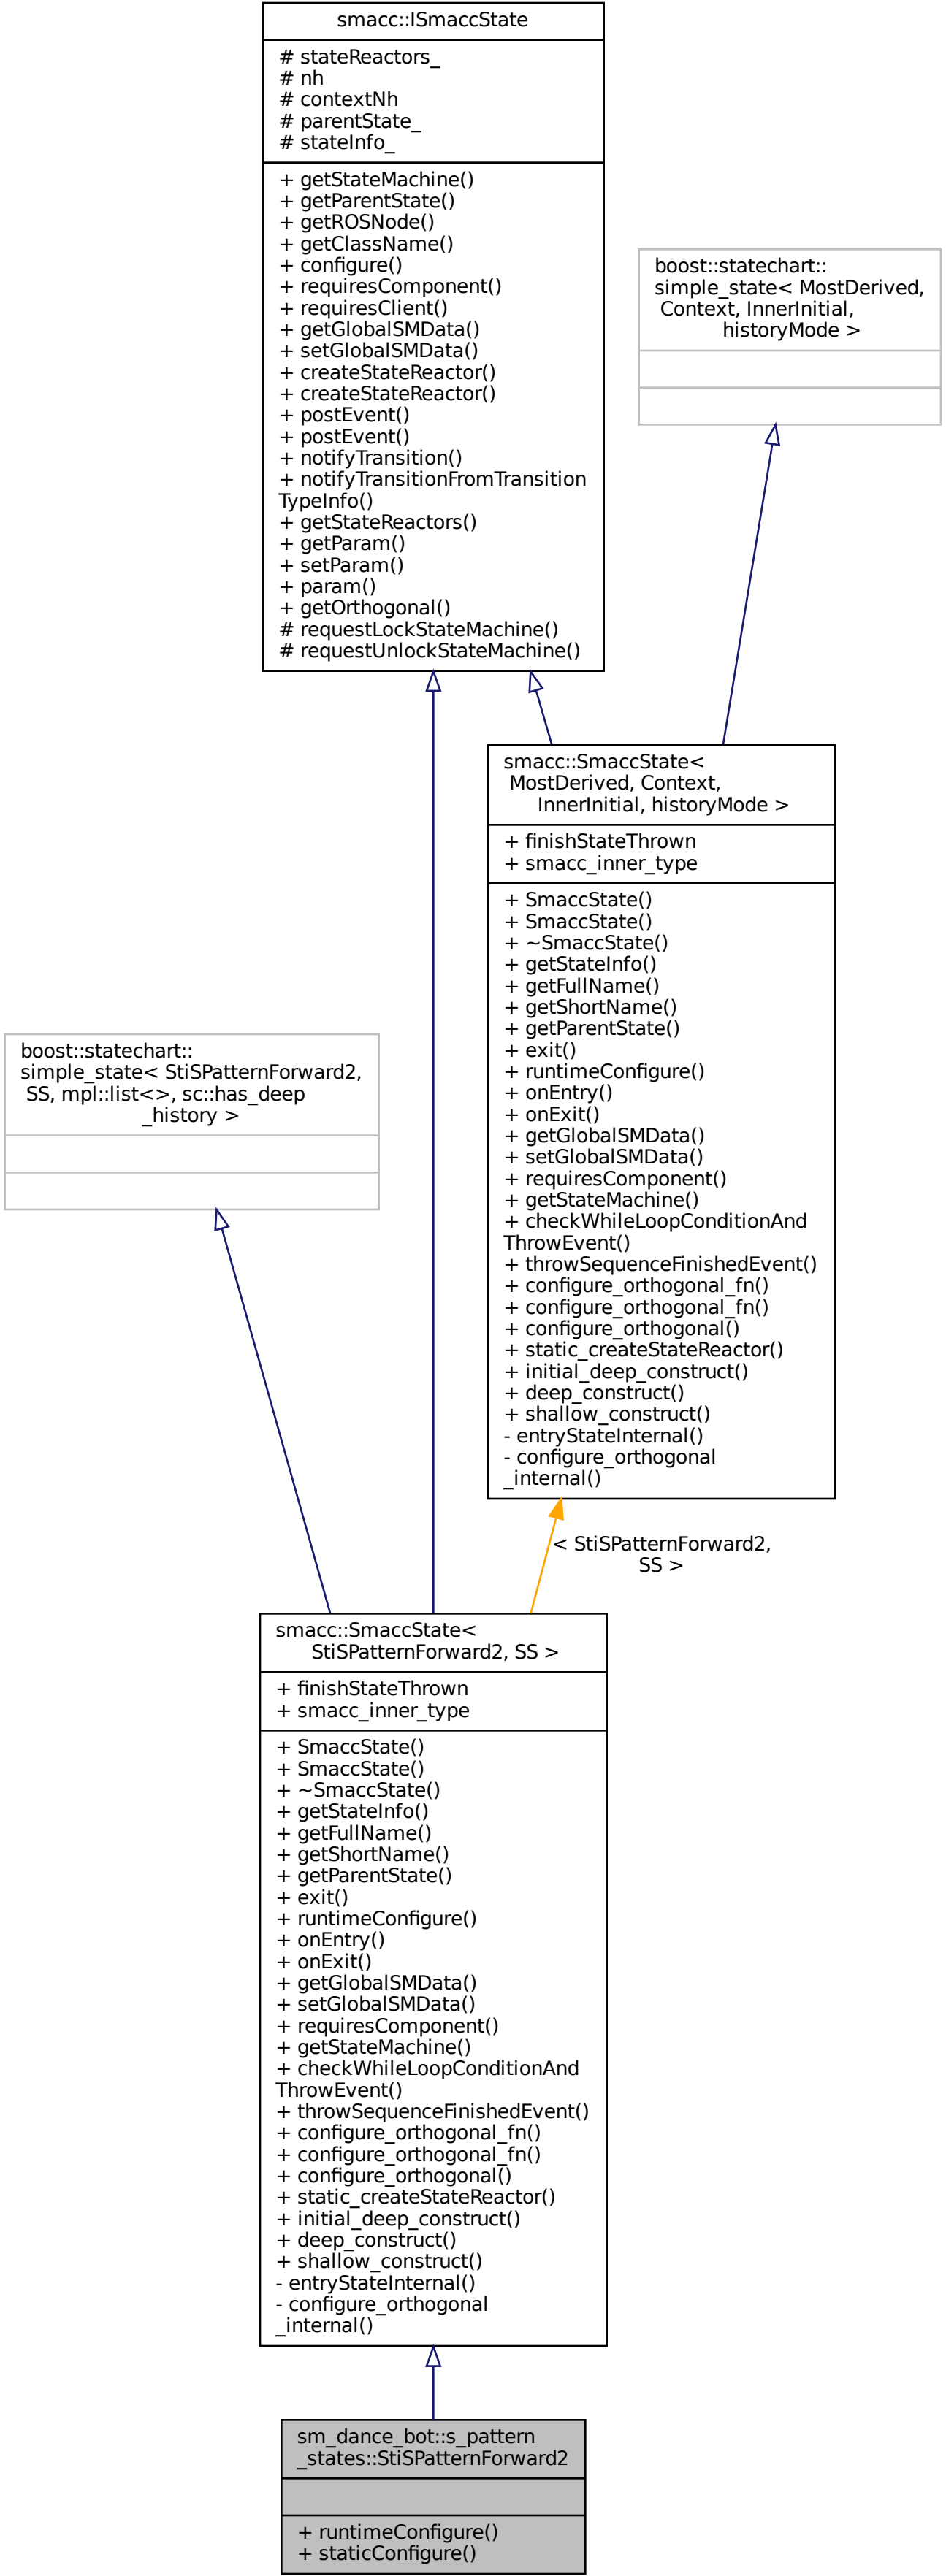 smacc::ISmaccState
# stateReactors_
# nh
# contextNh
# parentState_
# stateInfo_
+ getStateMachine()
+ getParentState()
+ getROSNode()
+ getClassName()
+ configure()
+ requiresComponent()
+ requiresClient()
+ getGlobalSMData()
+ setGlobalSMData()
+ createStateReactor()
+ createStateReactor()
+ postEvent()
+ postEvent()
+ notifyTransition()
+ notifyTransitionFromTransition
TypeInfo()
+ getStateReactors()
+ getParam()
+ setParam()
+ param()
+ getOrthogonal()
# requestLockStateMachine()
# requestUnlockStateMachine()
boost::statechart::
simple_state< MostDerived,
Context, InnerInitial,
historyMode >
smacc::SmaccState<
MostDerived, Context,
InnerInitial, historyMode >
+ finishStateThrown
+ smacc_inner_type
+ SmaccState()
+ SmaccState()
+ ~SmaccState()
+ getStateInfo()
+ getFullName()
+ getShortName()
+ getParentState()
+ exit()
+ runtimeConfigure()
+ onEntry()
+ onExit()
+ getGlobalSMData()
+ setGlobalSMData()
+ requiresComponent()
+ getStateMachine()
+ checkWhileLoopConditionAnd
ThrowEvent()
+ throwSequenceFinishedEvent()
+ configure_orthogonal_fn()
+ configure_orthogonal_fn()
+ configure_orthogonal()
+ static_createStateReactor()
+ initial_deep_construct()
+ deep_construct()
+ shallow_construct()
- entryStateInternal()
- configure_orthogonal
_internal()
boost::statechart::
simple_state< StiSPatternForward2,
SS, mpl::list<>, sc::has_deep
_history >
< StiSPatternForward2,
SS >
smacc::SmaccState<
StiSPatternForward2, SS >
+ finishStateThrown
+ smacc_inner_type
+ SmaccState()
+ SmaccState()
+ ~SmaccState()
+ getStateInfo()
+ getFullName()
+ getShortName()
+ getParentState()
+ exit()
+ runtimeConfigure()
+ onEntry()
+ onExit()
+ getGlobalSMData()
+ setGlobalSMData()
+ requiresComponent()
+ getStateMachine()
+ checkWhileLoopConditionAnd
ThrowEvent()
+ throwSequenceFinishedEvent()
+ configure_orthogonal_fn()
+ configure_orthogonal_fn()
+ configure_orthogonal()
+ static_createStateReactor()
+ initial_deep_construct()
+ deep_construct()
+ shallow_construct()
- entryStateInternal()
- configure_orthogonal
_internal()
sm_dance_bot::s_pattern
_states::StiSPatternForward2
+ runtimeConfigure()
+ staticConfigure()